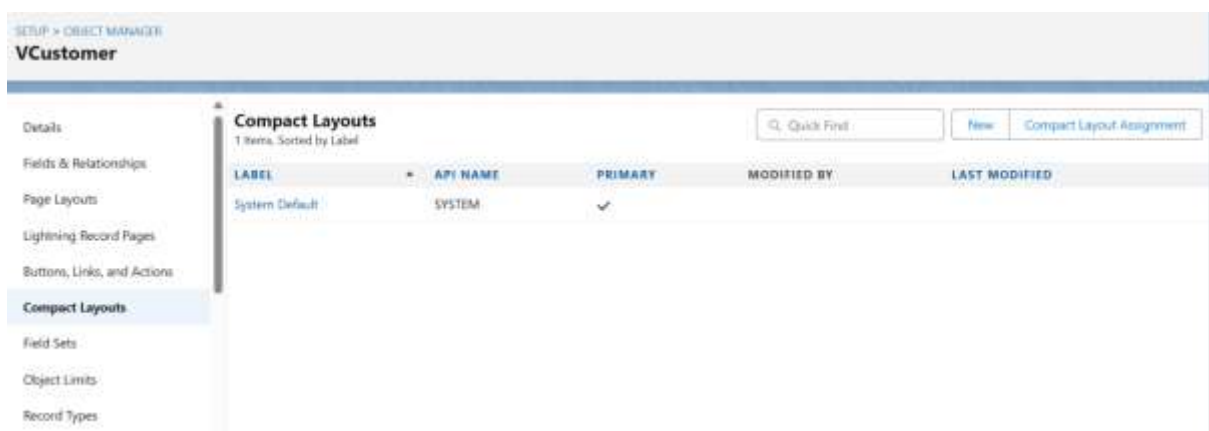 SETUP > OBJECT MANAGER
VCustomer
Details
Fields & Relationships
Page Layouts
Lightning Record Pages
Buttons, Links, and Actions
Compact Layouts
Field Sets
Object Limits
Record Types
Compact Layouts
1 Items, Sorted by Label
Quick Find
New
Compact Layout Assignment
LABEL API NAME PRIMARY MODIFIED BY LAST MODIFIED
System Default SYSTEM